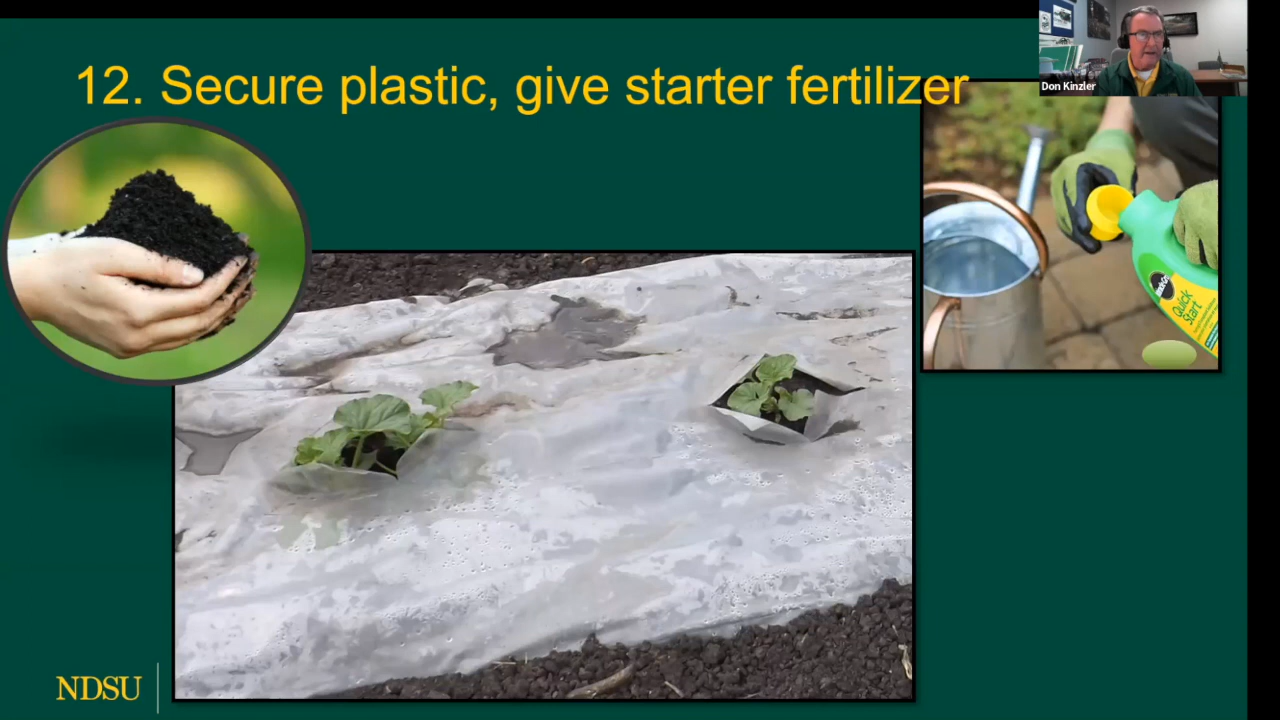 12. Secure plastic, give starter fertilizer
Don Kinzler
Quick
Start
NDSU